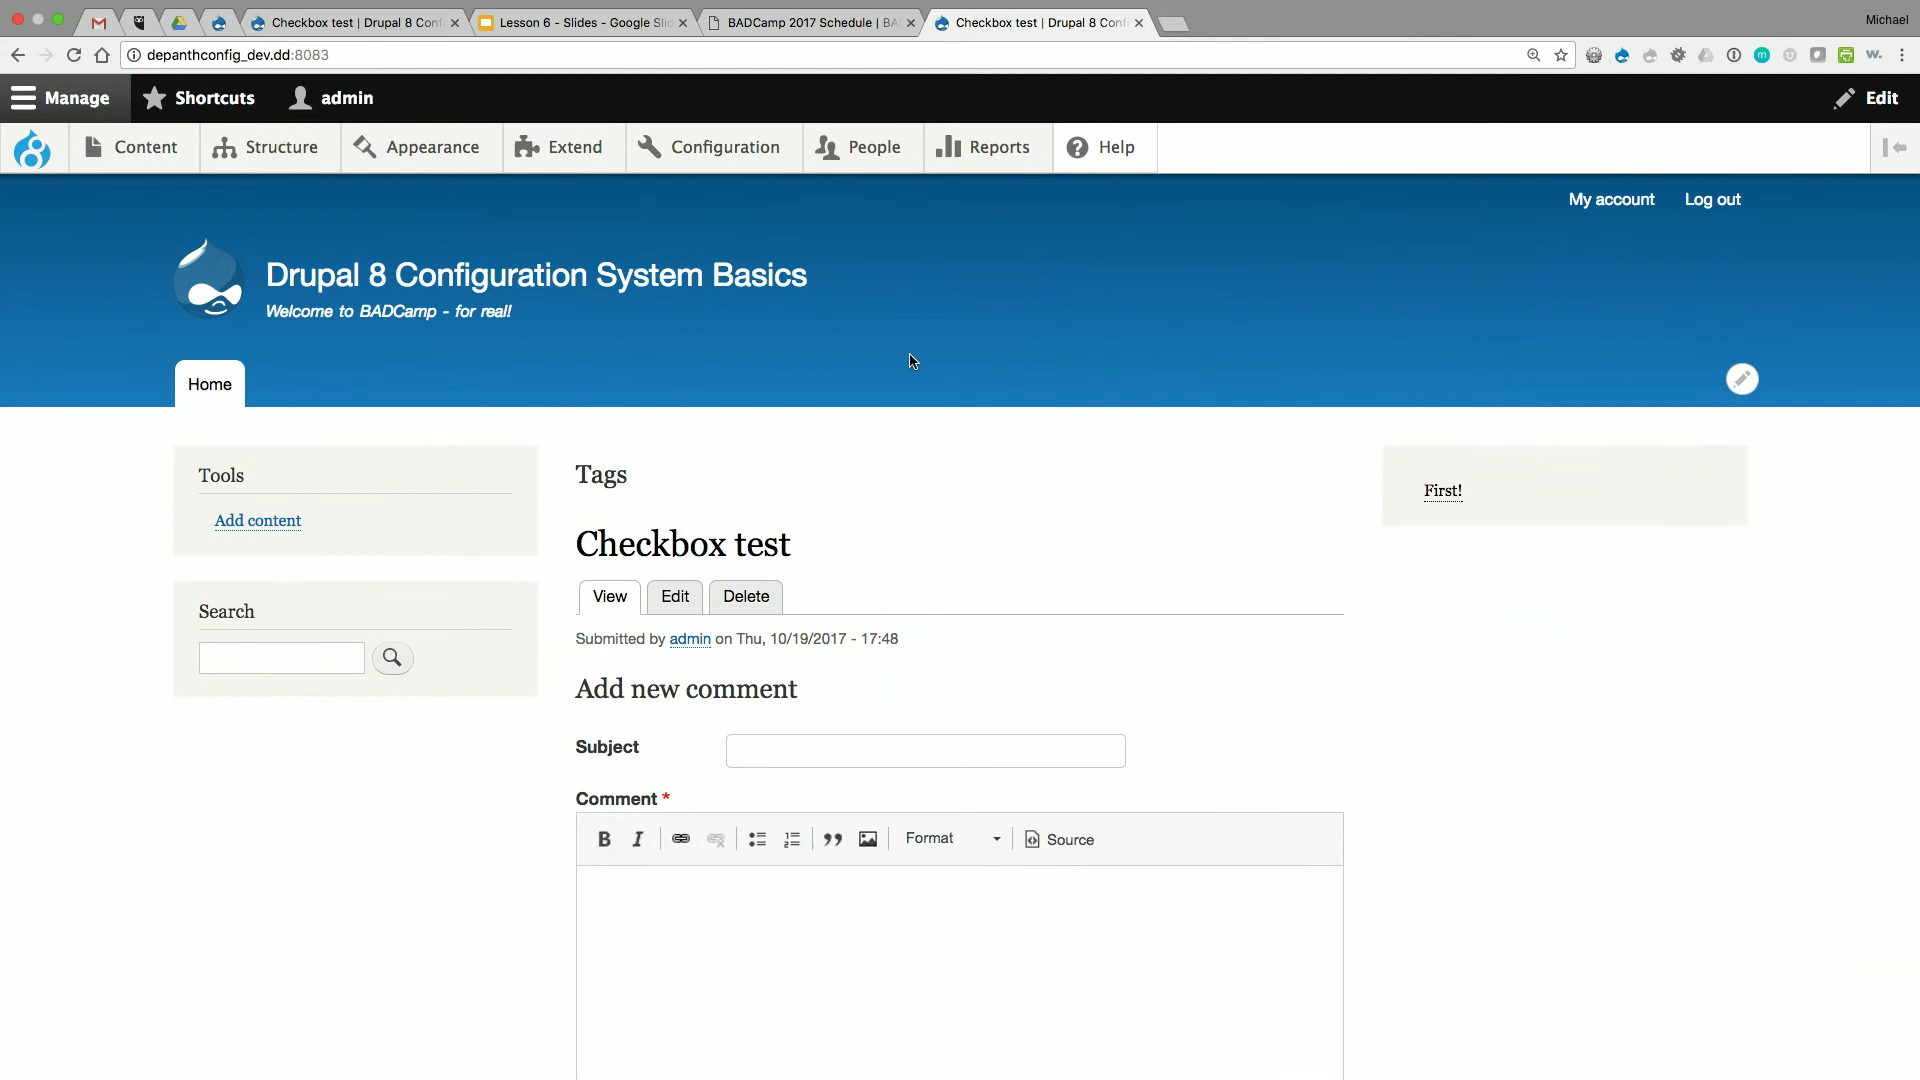 Checkbox test | Drupal 8 Conf
Lesson 6 - Slides - Google Slid
BADCamp 2017 Schedule | BA
Checkbox test | Drupal 8 Conf
Michael
depanthconfig_dev.dd:8083
Manage
Shortcuts
admin
Edit
Content
Structure
Appearance
Extend
Configuration
People
Reports
Help
My account
Log out
Drupal 8 Configuration System Basics
Welcome to BADCamp - for real!
Home
Tools
Add content
Search
Tags
Checkbox test
View
Edit
Delete
Submitted by admin on Thu, 10/19/2017 - 17:48
Add new comment
Subject
Comment *
Format
Source
First!